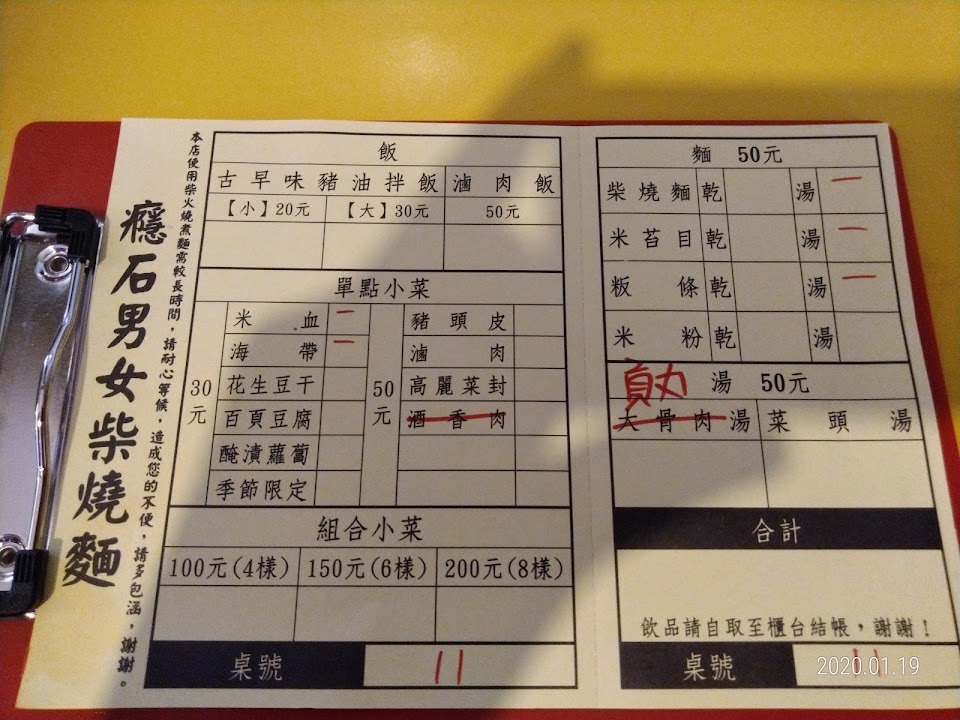 本店使用柴火燒煮麵需較長時間，請耐心等候，造成您的不便，請多包涵，謝謝。
癮石男女柴燒麵
飯
古早味豬油拌飯 滷肉飯
【小】20元 【大】30元 50元
單點小菜
30元
米血 一
海帶 一
花生豆干
百頁豆腐
醃漬蘿蔔
季節限定
50元
豬頭皮
滷肉
高麗菜封
酒香肉
組合小菜
100元(4樣) 150元(6樣) 200元(8樣)
桌號 11
麵 50元
柴燒麵 乾 湯 一
米苔目 乾 湯 一
粄條 乾 湯 一
米粉 乾 湯
湯 50元
大骨肉湯 菜頭湯
合計
飲品請自取至櫃台結帳，謝謝！
桌號 11
2020.01.19